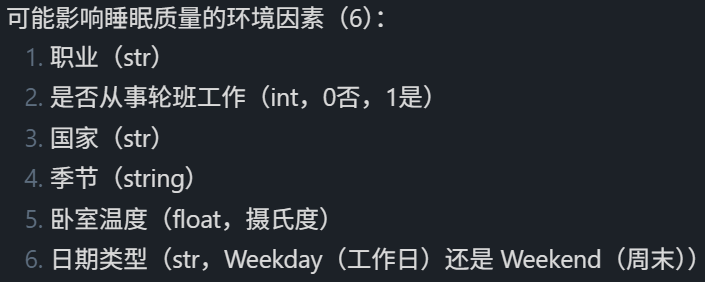 可能影响睡眠质量的环境因素（6）：
1. 职业（str）
2. 是否从事轮班工作（int，0否，1是）
3. 国家（str）
4. 季节（string）
5. 卧室温度（float，摄氏度）
6. 日期类型（str，Weekday（工作日）还是 Weekend（周末））